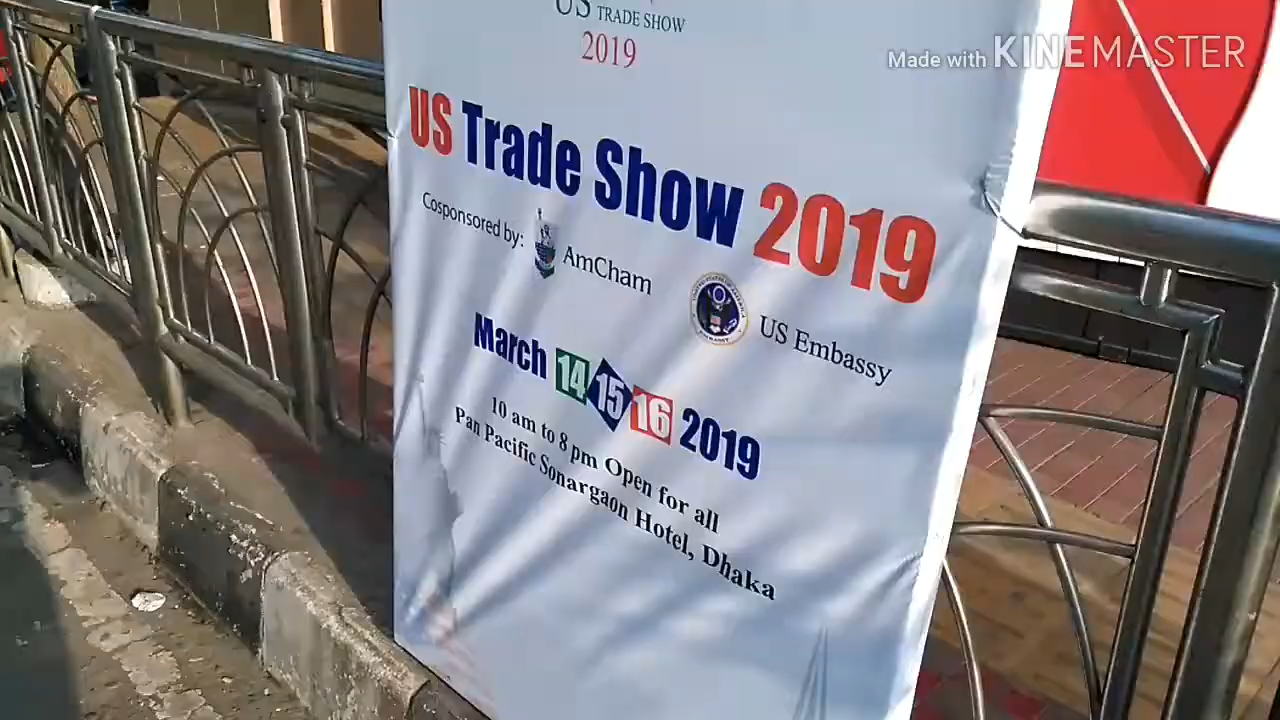 US TRADE SHOW
2019
Made with KINEMASTER
US Trade Show 2019
Cosponsored by: AmCham US Embassy
March 14 15 16 2019
10 am to 8 pm Open for all
Pan Pacific Sonargaon Hotel, Dhaka